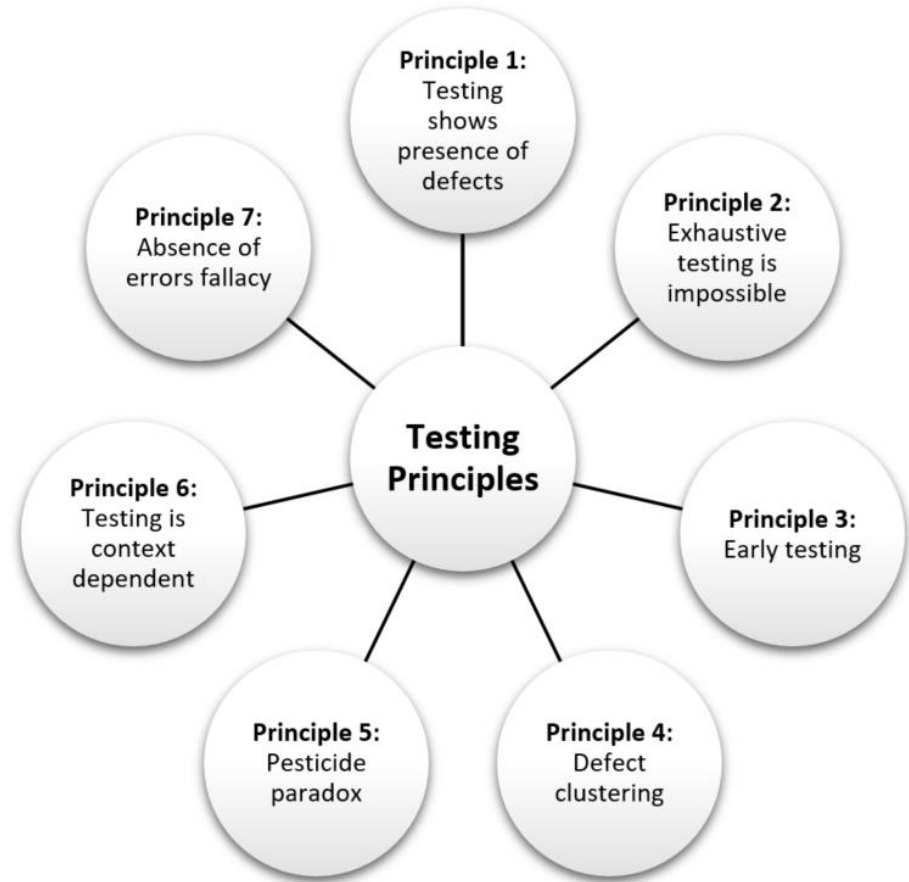 Principle 1:
Testing
shows
presence of
defects
Principle 7:
Absence of
errors fallacy
Principle 2:
Exhaustive
testing is
impossible
Testing
Principles
Principle 6:
Testing is
context
dependent
Principle 3:
Early testing
Principle 5:
Pesticide
paradox
Principle 4:
Defect
clustering